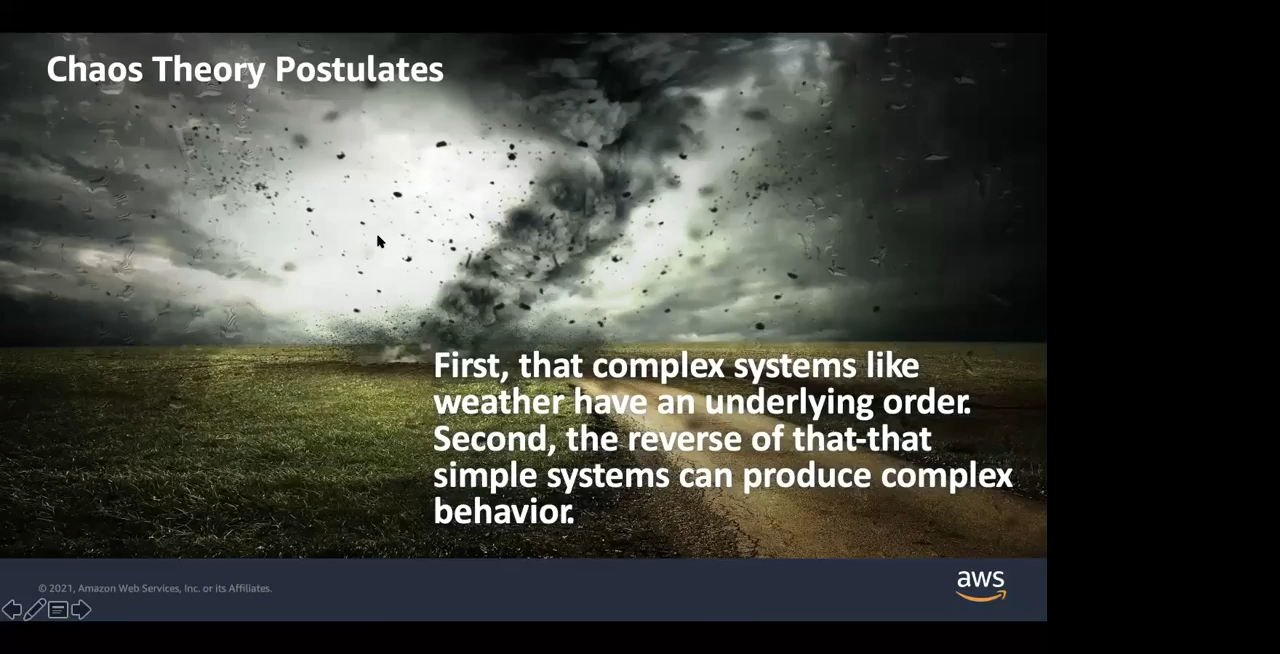 Chaos Theory Postulates
First, that complex systems like
weather have an underlying order.
Second, the reverse of that-that
simple systems can produce complex
behavior.
© 2021, Amazon Web Services, Inc. or its Affiliates.
aws